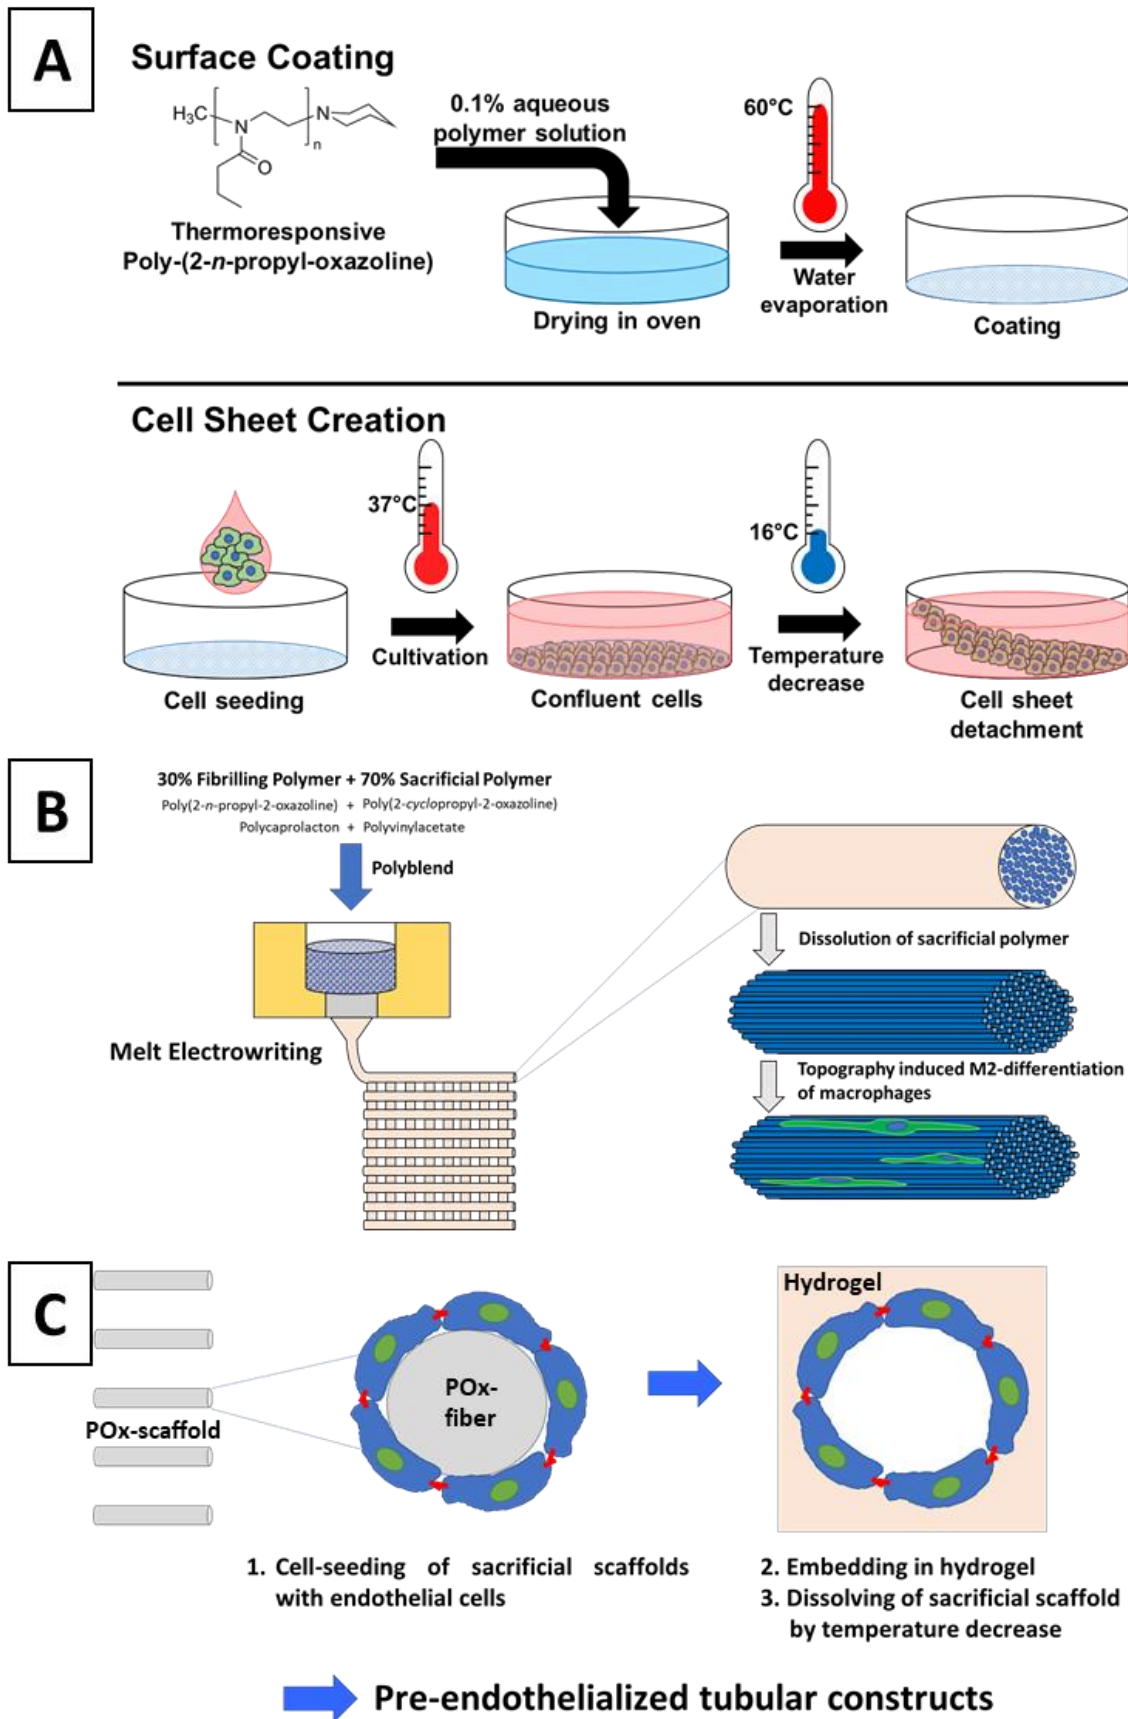 A
Surface Coating
H₃C
N
n
N
O
Thermoresponsive
Poly-(2-n-propyl-oxazoline)
0.1% aqueous
polymer solution
Drying in oven
60°C
Water
evaporation
Coating
Cell Sheet Creation
Cell seeding
37°C
Cultivation
Confluent cells
16°C
Temperature
decrease
Cell sheet
detachment
B
30% Fibrilling Polymer + 70% Sacrificial Polymer
Poly(2-n-propyl-2-oxazoline) + Poly(2-cyclopropyl-2-oxazoline)
Polycaprolacton + Polyvinylacetate
Polyblend
Melt Electrowriting
Dissolution of sacrificial polymer
Topography induced M2-differentiation
of macrophages
C
POx-scaffold
POx-
fiber
Hydrogel
1. Cell-seeding of sacrificial scaffolds
with endothelial cells
2. Embedding in hydrogel
3. Dissolving of sacrificial scaffold
by temperature decrease
Pre-endothelialized tubular constructs